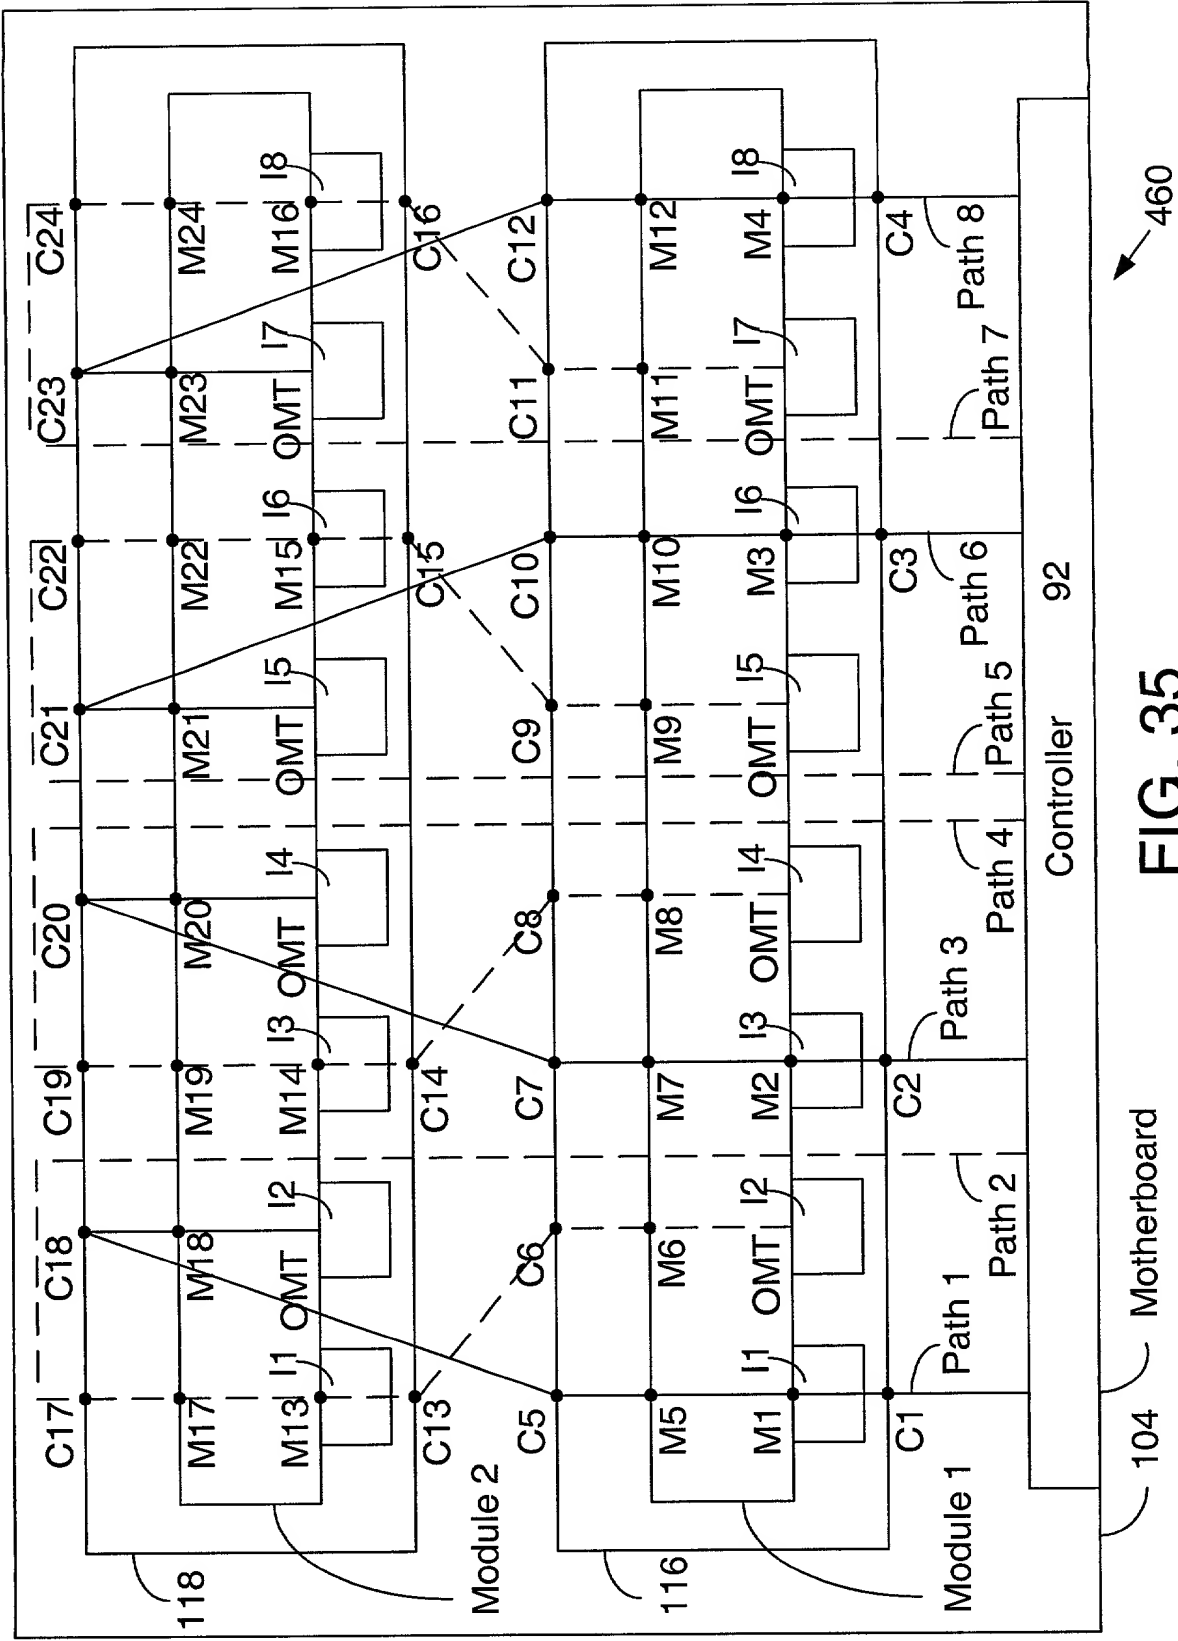 C17 C18 C19 C20 C21 C22 C23 C24
M17 M18 M19 M20 M21 M22 M23 M24
M13 OMT M14 OMT OMT M15 OMT M16
I1 I2 I3 I4 I5 I6 I7 I8
C13 C14 C15 C16
118
Module 2
C5 C6 C7 C8 C9 C10 C11 C12
M5 M6 M7 M8 M9 M10 M11 M12
M1 OMT M2 OMT OMT M3 OMT M4
I1 I2 I3 I4 I5 I6 I7 I8
C1 C2 C3 C4
116
Module 1
Path 1 Path 2 Path 3 Path 4 Path 5 Path 6 Path 7 Path 8
Controller 92
104 Motherboard
460
FIG. 35